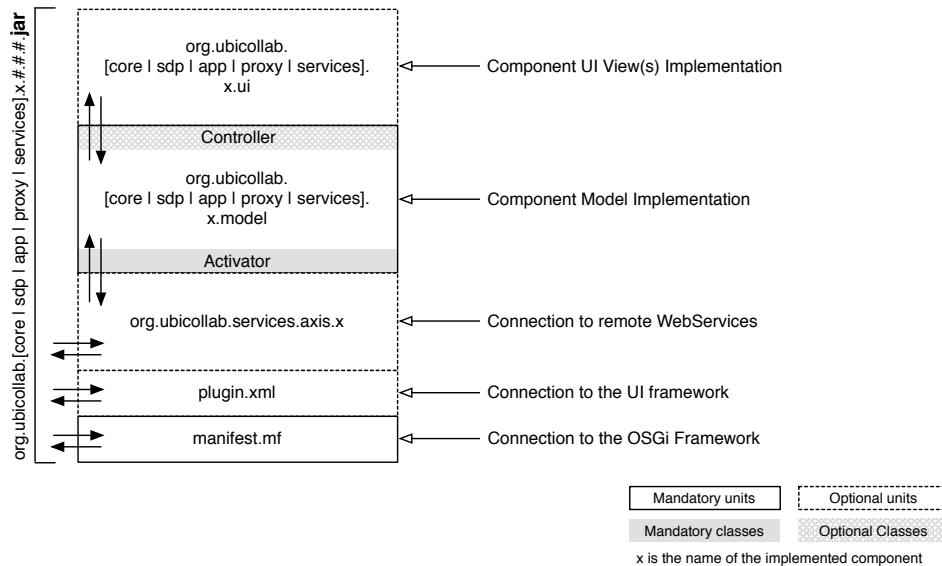 org.ubicollab.[core | sdp | app | proxy | services].x.#.#.#.jar
org.ubicollab.
[core | sdp | app | proxy | services].
x.ui
Component UI View(s) Implementation
Controller
org.ubicollab.
[core | sdp | app | proxy | services].
x.model
Component Model Implementation
Activator
org.ubicollab.services.axis.x
Connection to remote WebServices
plugin.xml
Connection to the UI framework
manifest.mf
Connection to the OSGi Framework
Mandatory units
Optional units
Mandatory classes
Optional Classes
x is the name of the implemented component